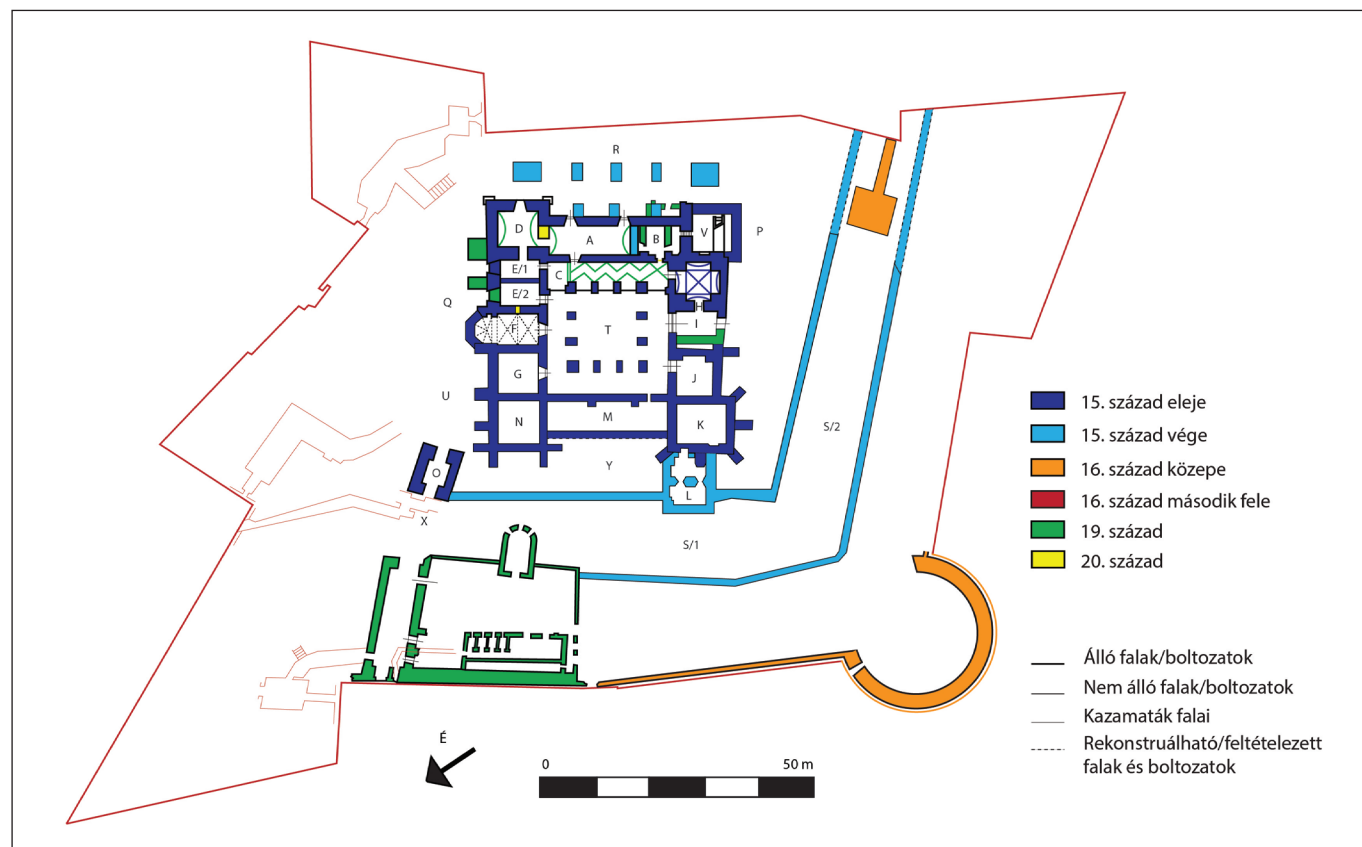 R
D
A
B
V
P
E/1
C
E/2
Q
F
T
I
G
J
U
N
M
K
S/2
Y
O
L
X
S/1
15. század eleje
15. század vége
16. század közepe
16. század második fele
19. század
20. század
Álló falak/boltozatok
Nem álló falak/boltozatok
Kazamaták falai
Rekonstruálható/feltételezett
falak és boltozatok
É
0 50 m